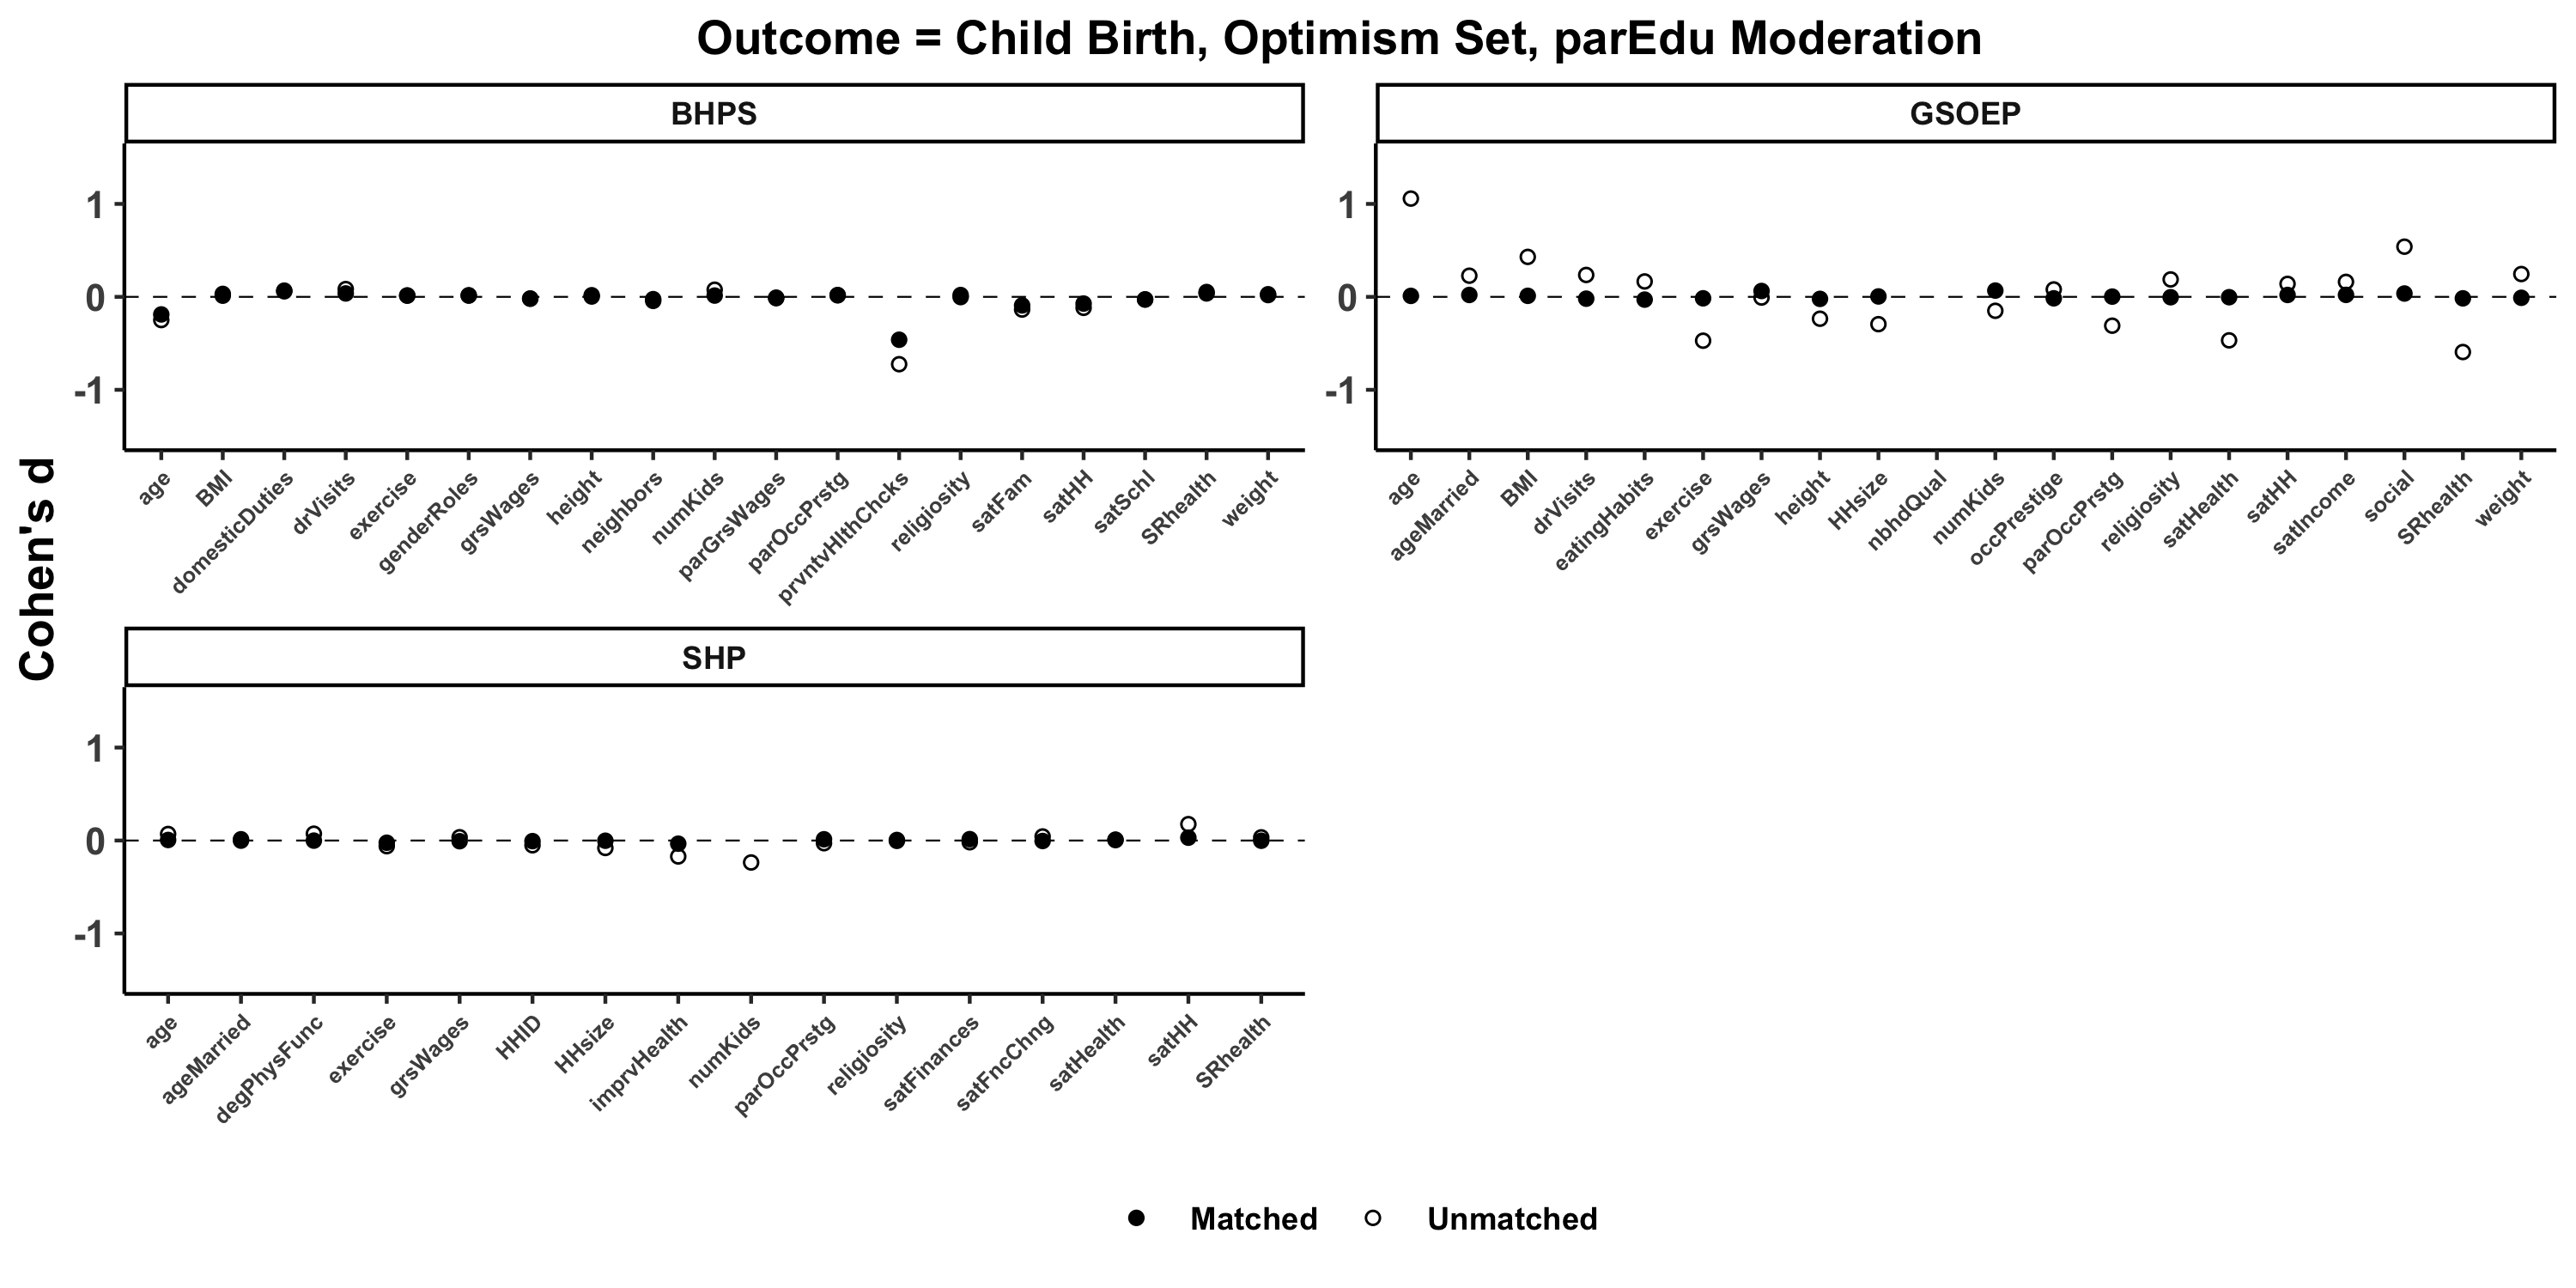 Outcome = Child Birth, Optimism Set, parEdu Moderation
Cohen's d
BHPS
1
0
-1
age
BMI
domesticDuties
drVisits
exercise
genderRoles
grsWages
height
neighbors
numKids
parGrsWages
parOccPrstg
prvntvHlthChcks
religiosity
satFam
satHH
satSchl
SRhealth
weight
GSOEP
1
0
-1
age
ageMarried
BMI
drVisits
eatingHabits
exercise
grsWages
height
HHsize
nbhdQual
numKids
occPrestige
parOccPrstg
religiosity
satHealth
satHH
satIncome
social
SRhealth
weight
SHP
1
0
-1
age
ageMarried
degPhysFunc
exercise
grsWages
HHID
HHsize
imprvHealth
numKids
parOccPrstg
religiosity
satFinances
satFncChng
satHealth
satHH
SRhealth
Matched
Unmatched